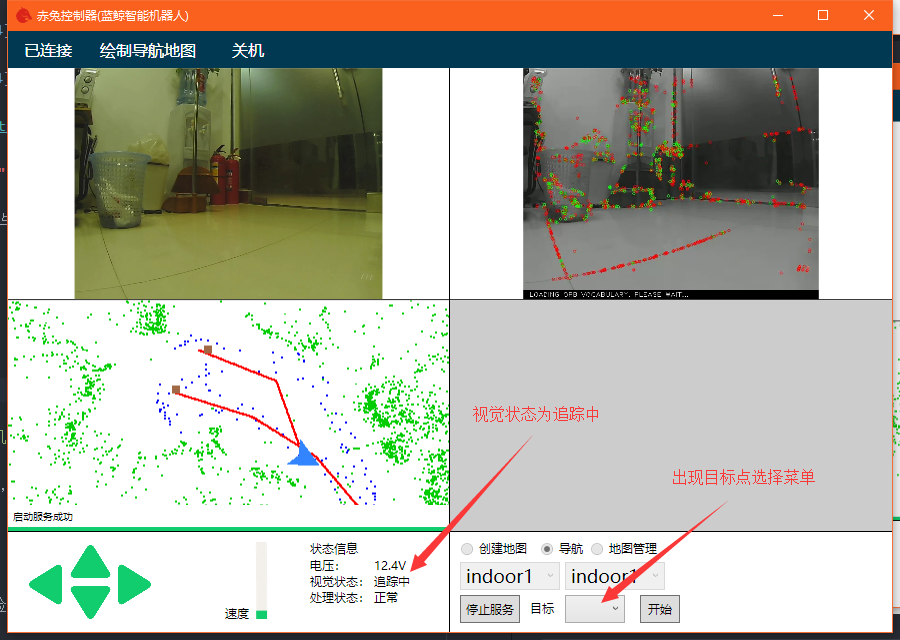 赤兔控制器(蓝鲸智能机器人)
已连接 绘制导航地图 关机
LOADING ORB VOCABULARY. PLEASE WAIT...
视觉状态为追踪中
出现目标点选择菜单
启动服务成功
状态信息
电压: 12.4V
视觉状态: 追踪中
处理状态: 正常
速度
创建地图 导航 地图管理
indoor1 indoor1
停止服务 目标 开始